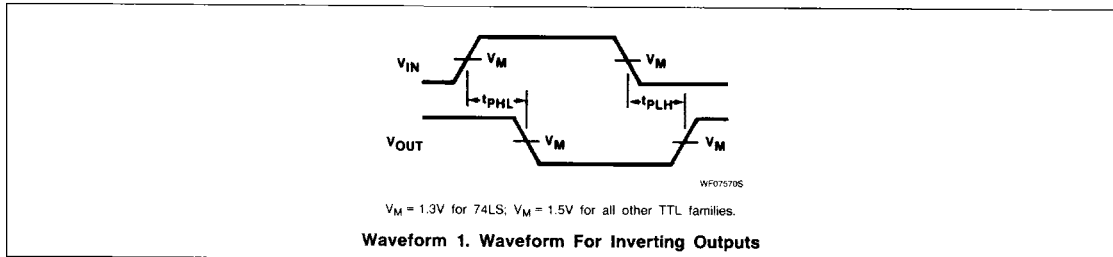 VIN
VM
VM
tPHL
tPLH
VOUT
VM
VM
WF07570S
VM = 1.3V for 74LS; VM = 1.5V for all other TTL families.
Waveform 1. Waveform For Inverting Outputs